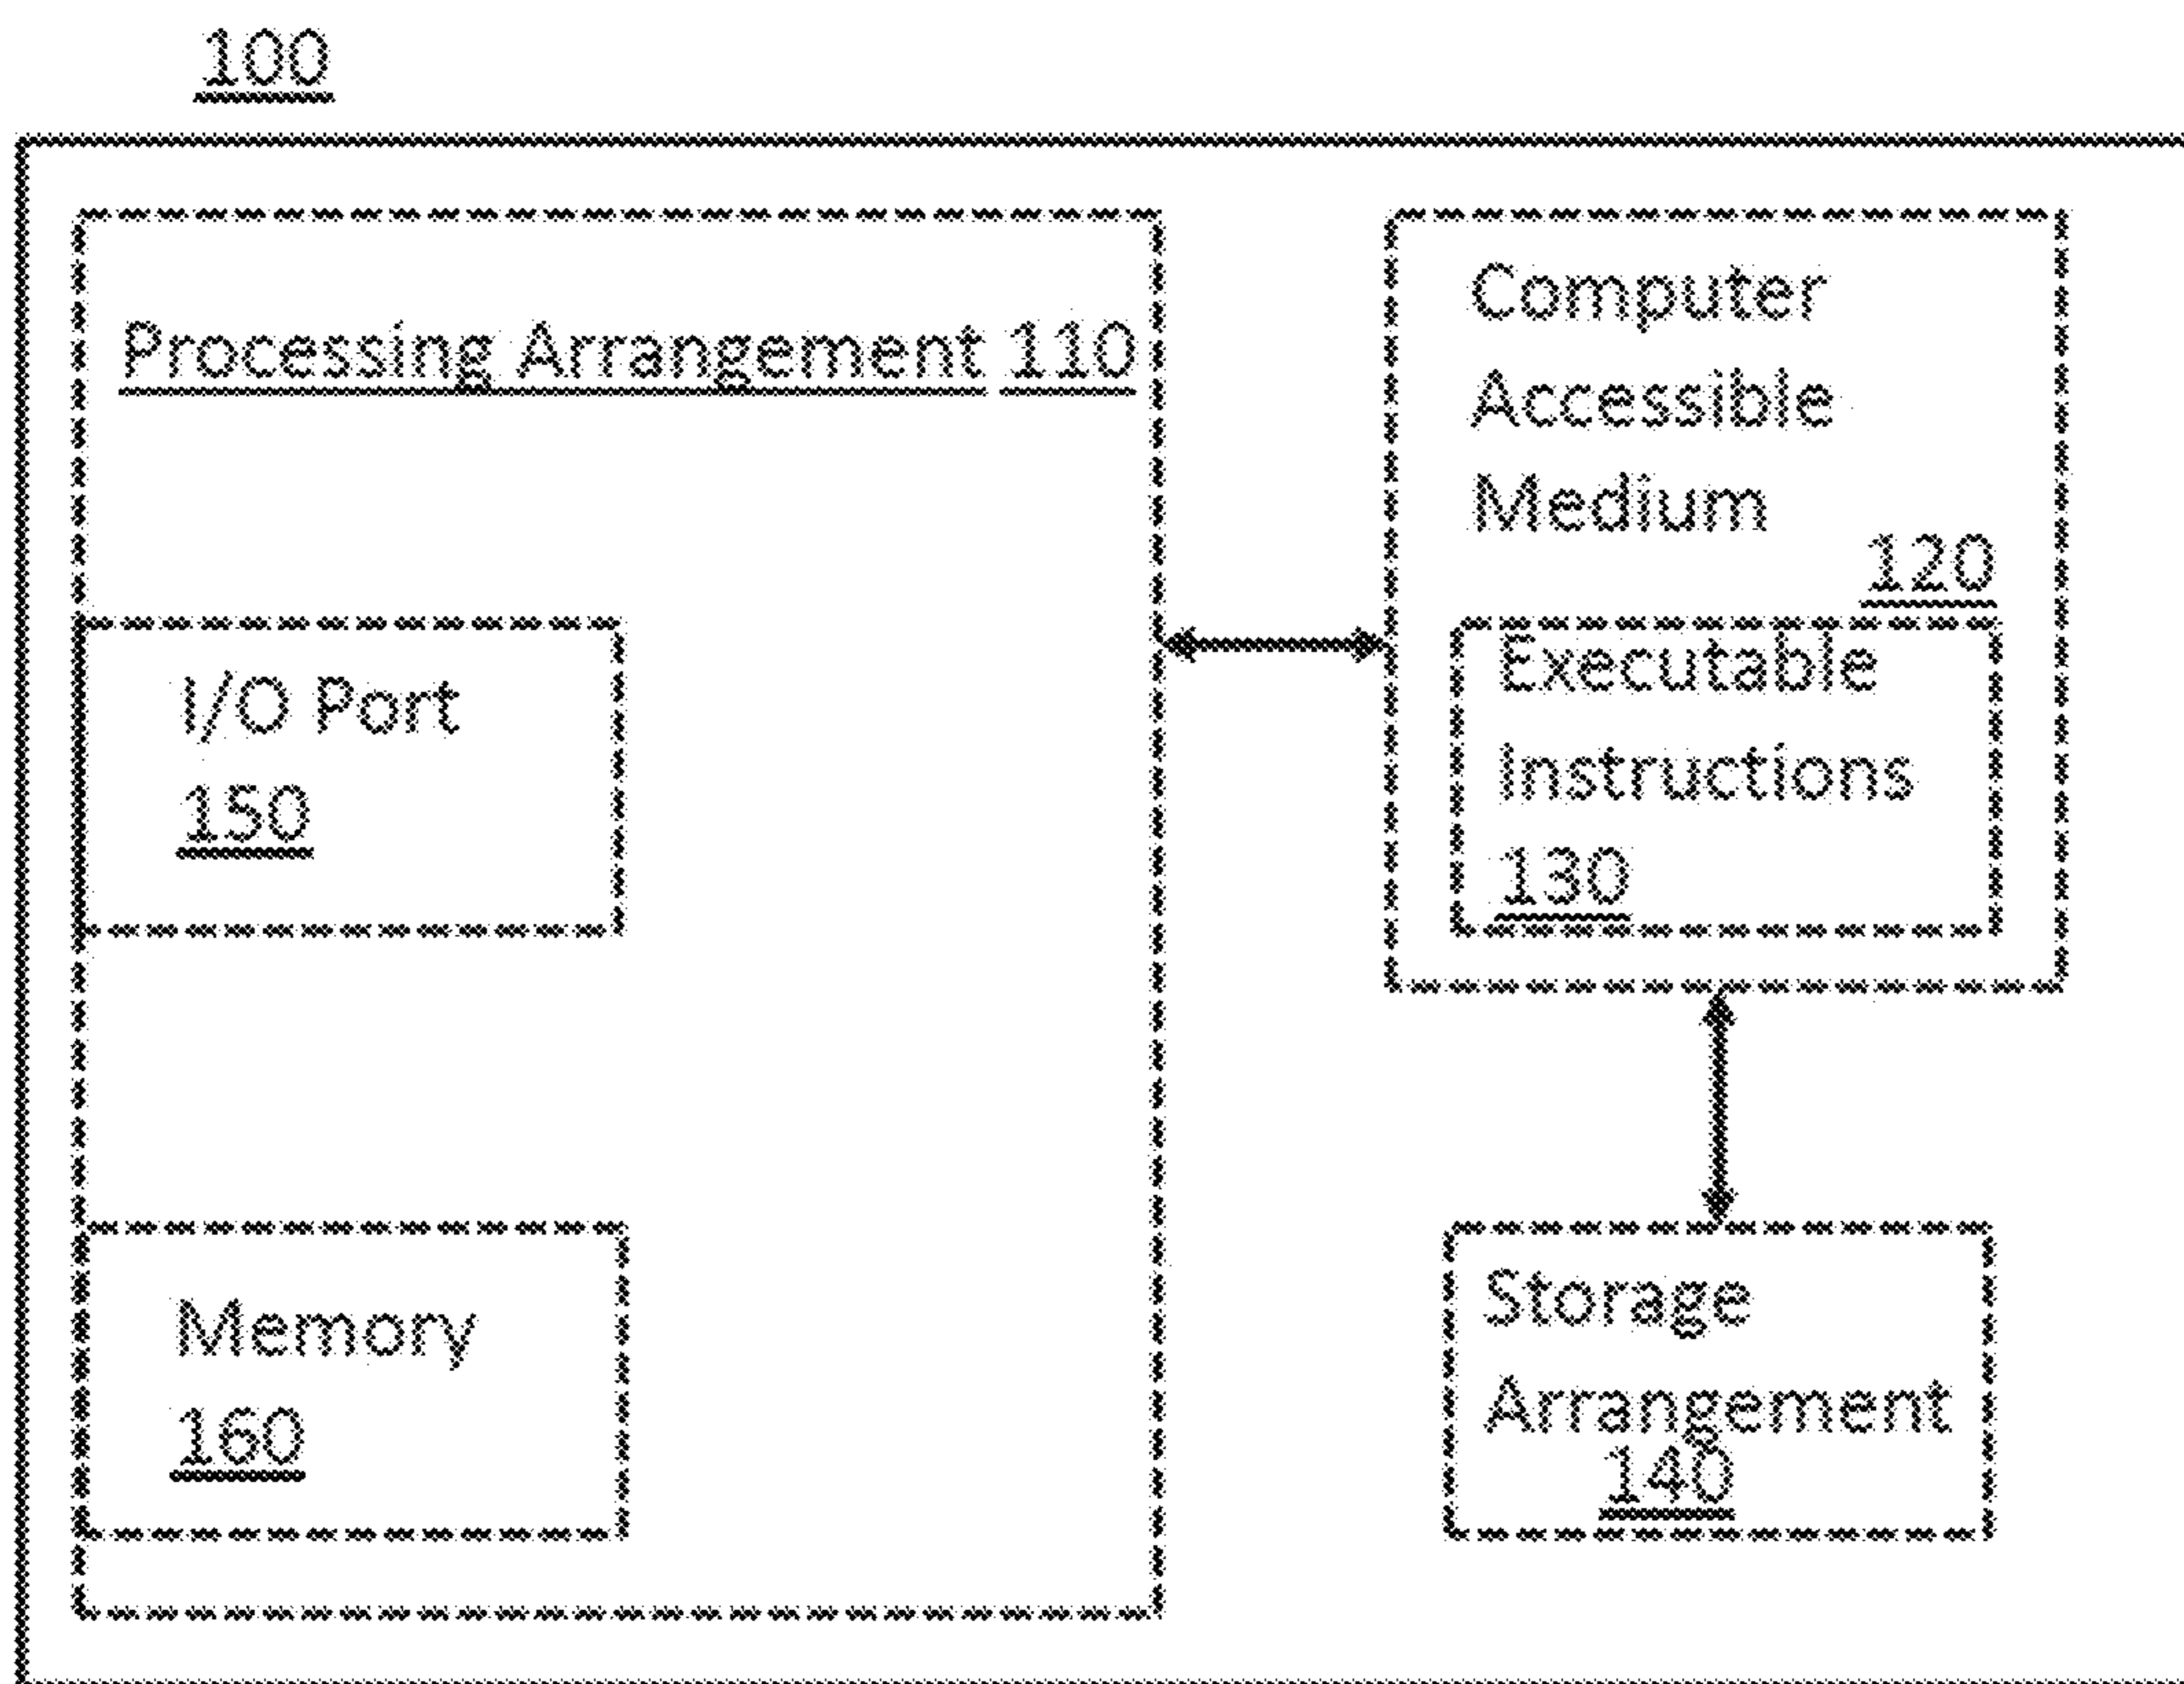 100
Processing Arrangement 110
I/O Port
150
Memory
160
Computer
Accessible
Medium
120
Executable
Instructions
130
Storage
Arrangement
140